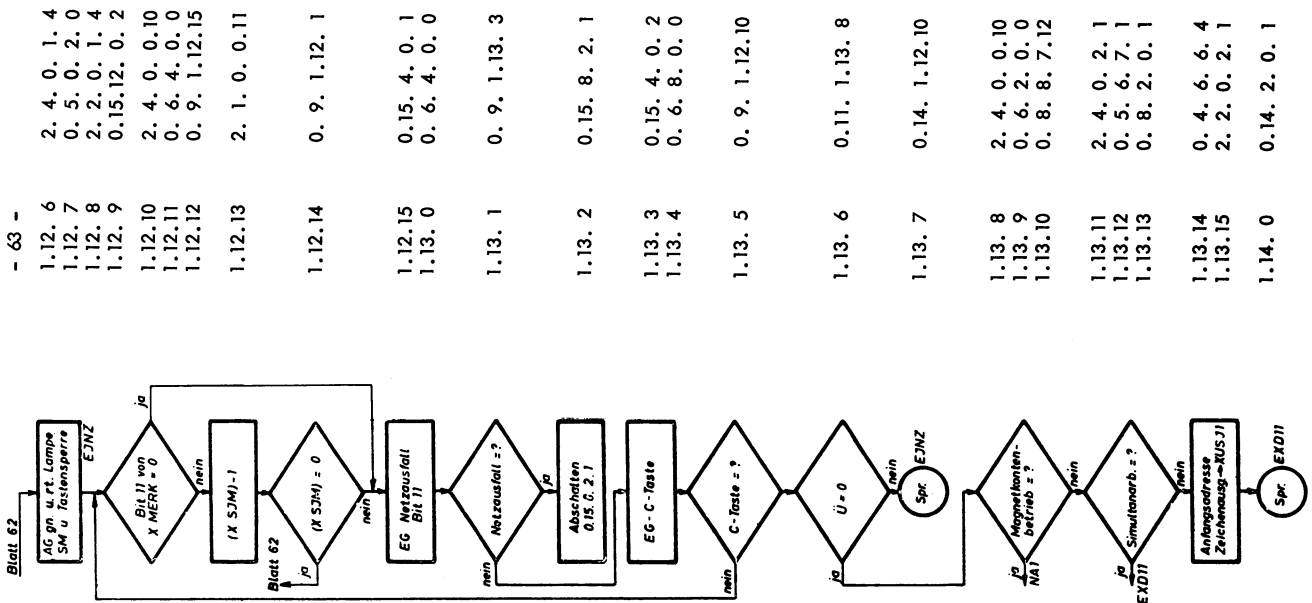 - 63 -
1.12. 6 2. 4. 0. 1. 4
1.12. 7 0. 5. 0. 2. 0
1.12. 8 2. 2. 0. 1. 4
1.12. 9 0.15.12. 0. 2
1.12.10 2. 4. 0. 0.10
1.12.11 0. 6. 4. 0. 0
1.12.12 0. 9. 1.12.15
1.12.13 2. 1. 0. 0.11
1.12.14 0. 9. 1.12. 1
1.12.15 0.15. 4. 0. 1
1.13. 0 0. 6. 4. 0. 0
1.13. 1 0. 9. 1.13. 3
1.13. 2 0.15. 8. 2. 1
1.13. 3 0.15. 4. 0. 2
1.13. 4 0. 6. 8. 0. 0
1.13. 5 0. 9. 1.12.10
1.13. 6 0.11. 1.13. 8
1.13. 7 0.14. 1.12.10
1.13. 8 2. 4. 0. 0.10
1.13. 9 0. 6. 2. 0. 0
1.13.10 0. 8. 8. 7.12
1.13.11 2. 4. 0. 2. 1
1.13.12 0. 5. 6. 7. 1
1.13.13 0. 8. 2. 0. 1
1.13.14 0. 4. 6. 6. 4
1.13.15 2. 2. 0. 2. 1
1.14. 0 0.14. 2. 0. 1
Blatt 62
AG gn. u. rt. Lampe
SM u Tastensperre
EJNZ
Bit 11 von
X MERK = 0
ja
nein
(X SJM)-1
(X SJM) = 0
ja
Blatt 62
nein
EG Netzausfall
Bit 11
Netzausfall = ?
nein
ja
Abschalten
0.15. 6. 2. 1
EG-C-Taste
C-Taste = ?
nein
Ü = 0
ja
nein
Spr.
EJNZ
Magnetkonten-
betrieb = ?
ja
NA1
nein
Simultanarb. = ?
ja
EXD11
nein
Anfangsadresse
Zeichenausg.→XUSJ1
Spr.
EXD11